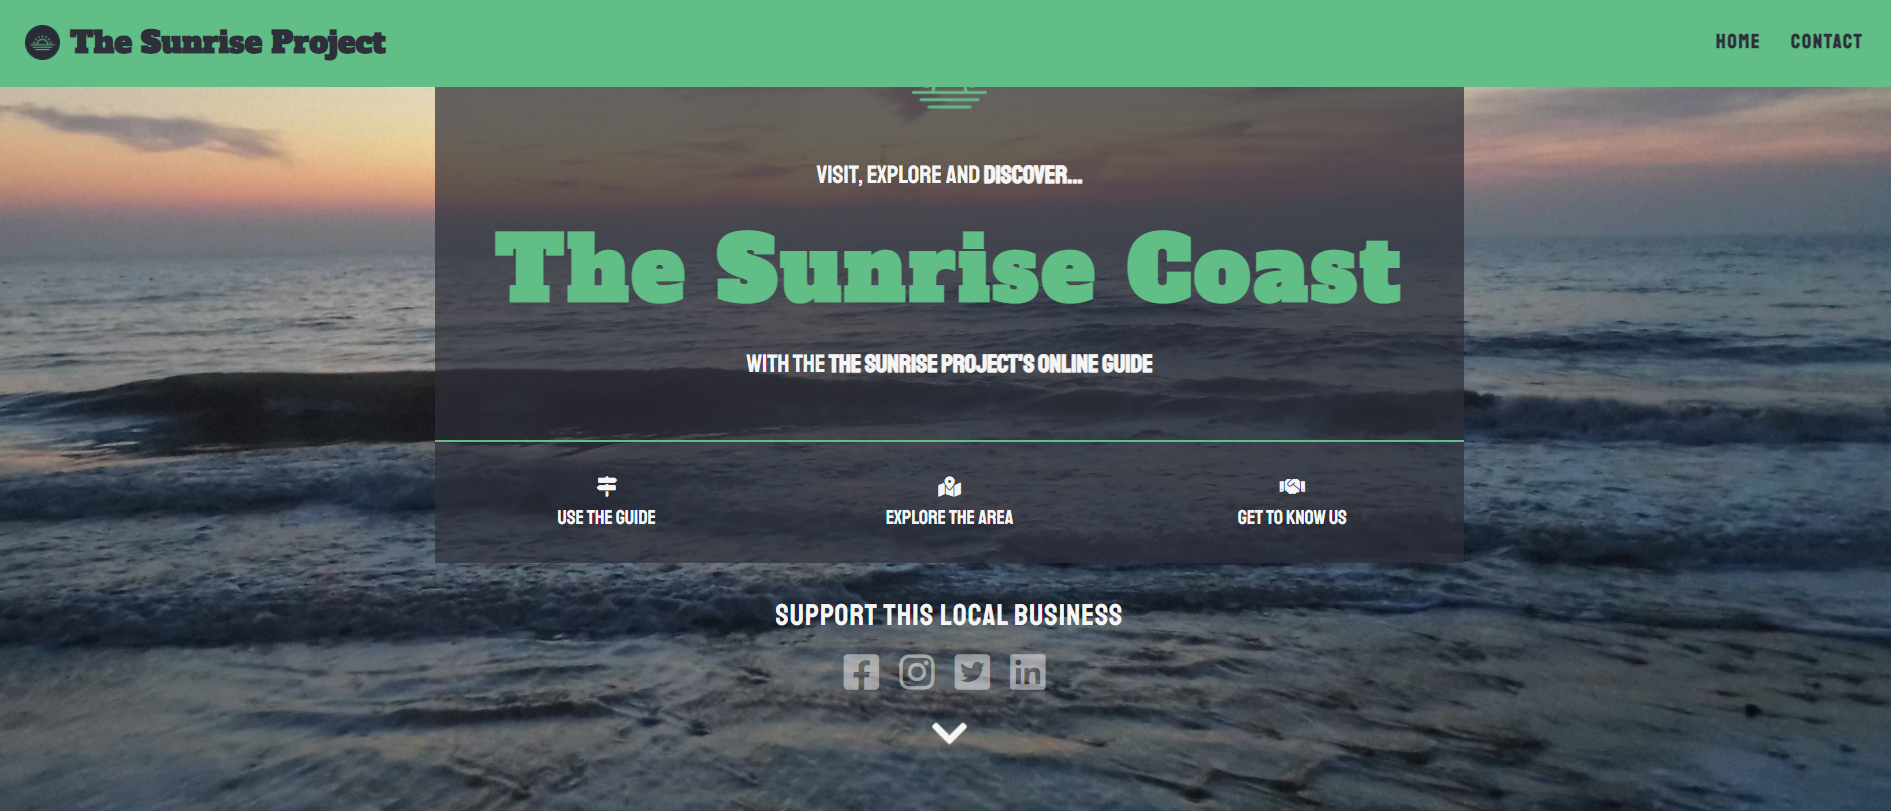 The Sunrise Project
HOME CONTACT
VISIT, EXPLORE AND DISCOVER...
The Sunrise Coast
WITH THE THE SUNRISE PROJECT'S ONLINE GUIDE
USE THE GUIDE EXPLORE THE AREA GET TO KNOW US
SUPPORT THIS LOCAL BUSINESS